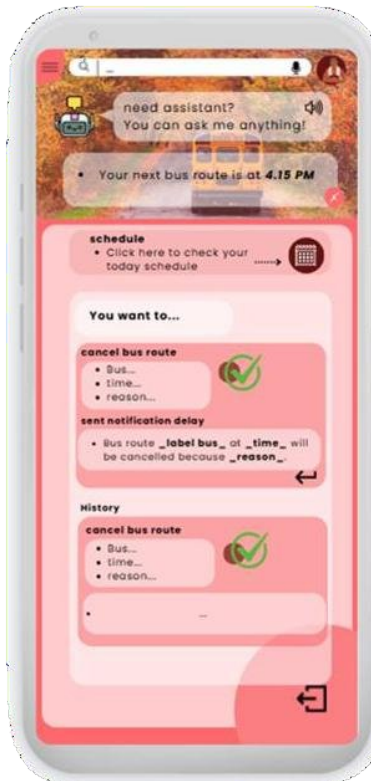 need assistant?
You can ask me anything!
• Your next bus route is at 4.15 PM
schedule
• Click here to check your
today schedule
You want to...
cancel bus route
• Bus...
• time...
• reason...
sent notification delay
• Bus route _label bus_ at _time_ will
be cancelled because _reason_.
History
cancel bus route
• Bus...
• time...
• reason...
• ...